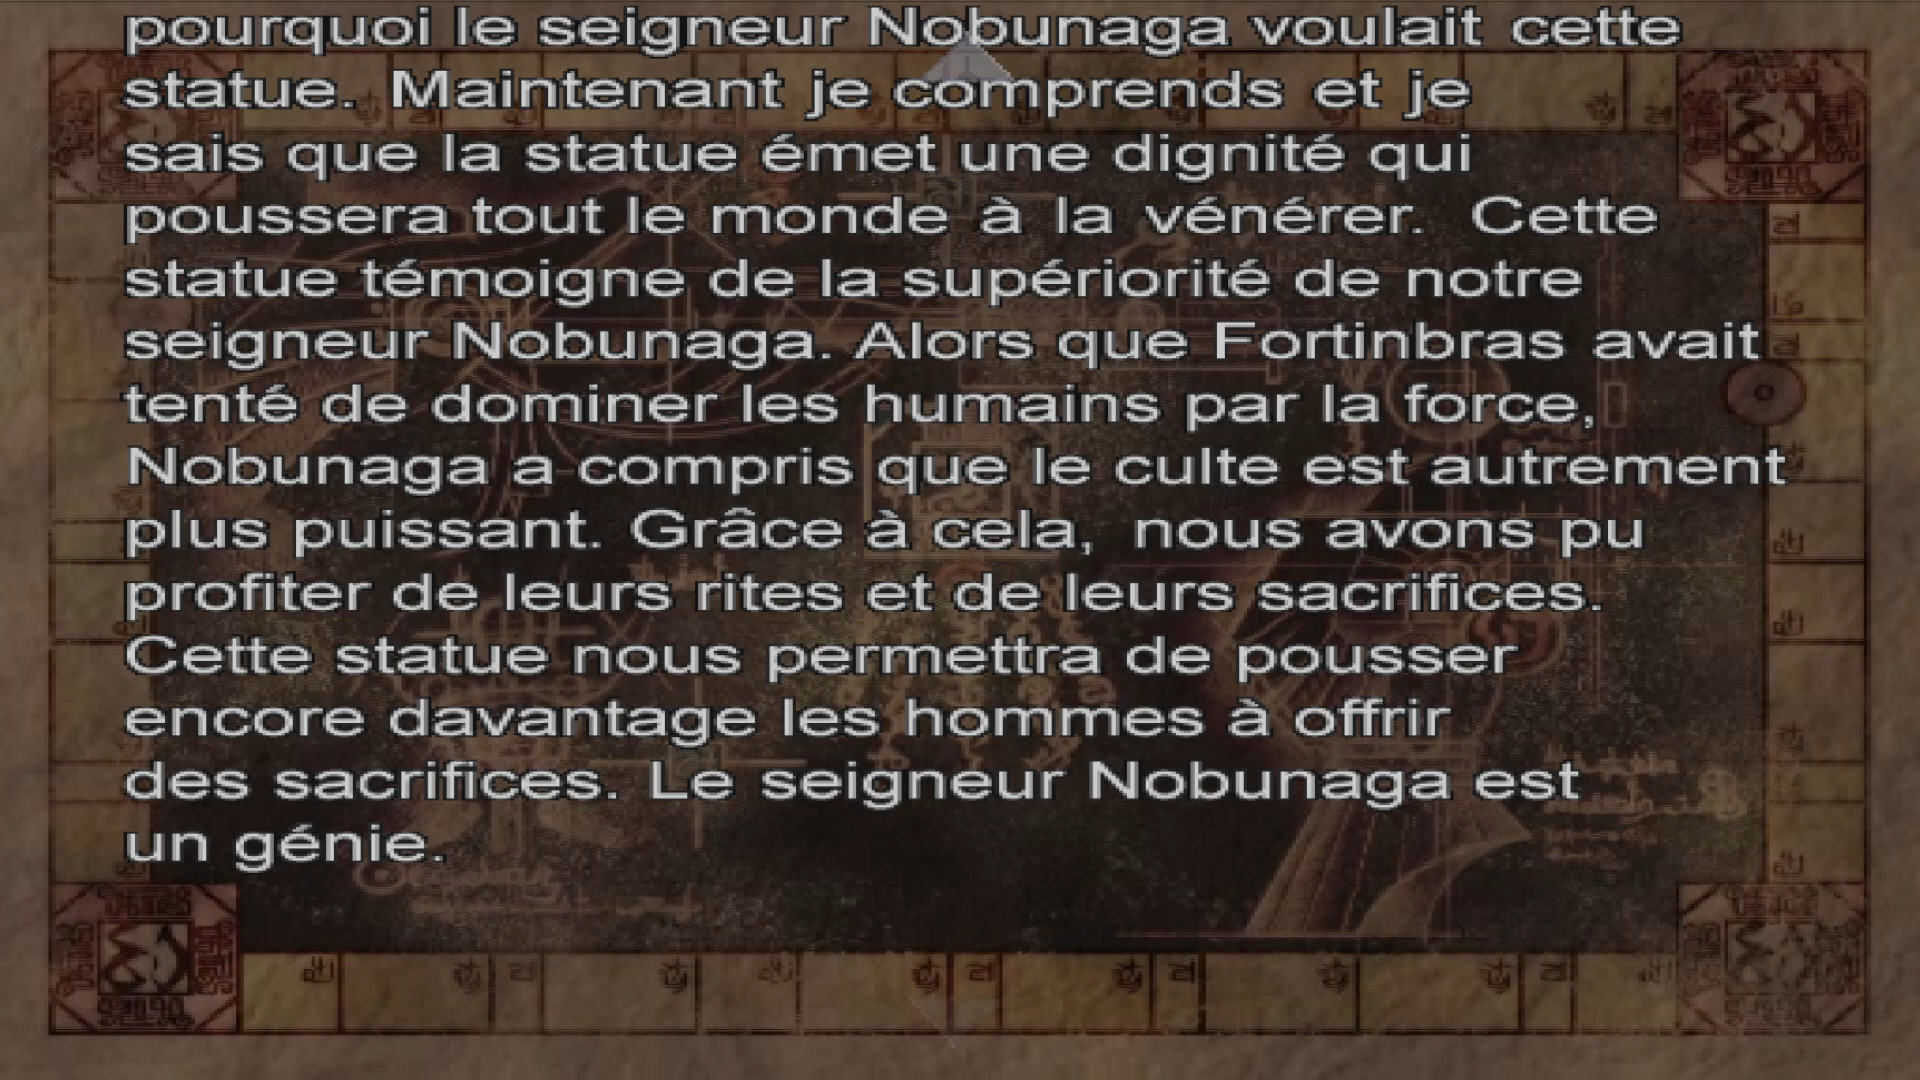 pourquoi le seigneur Nobunaga voulait cette
statue. Maintenant je comprends et je
sais que la statue émet une dignité qui
poussera tout le monde à la vénérer. Cette
statue témoigne de la supériorité de notre
seigneur Nobunaga. Alors que Fortinbras avait
tenté de dominer les humains par la force,
Nobunaga a compris que le culte est autrement
plus puissant. Grâce à cela, nous avons pu
profiter de leurs rites et de leurs sacrifices.
Cette statue nous permettra de pousser
encore davantage les hommes à offrir
des sacrifices. Le seigneur Nobunaga est
un génie.